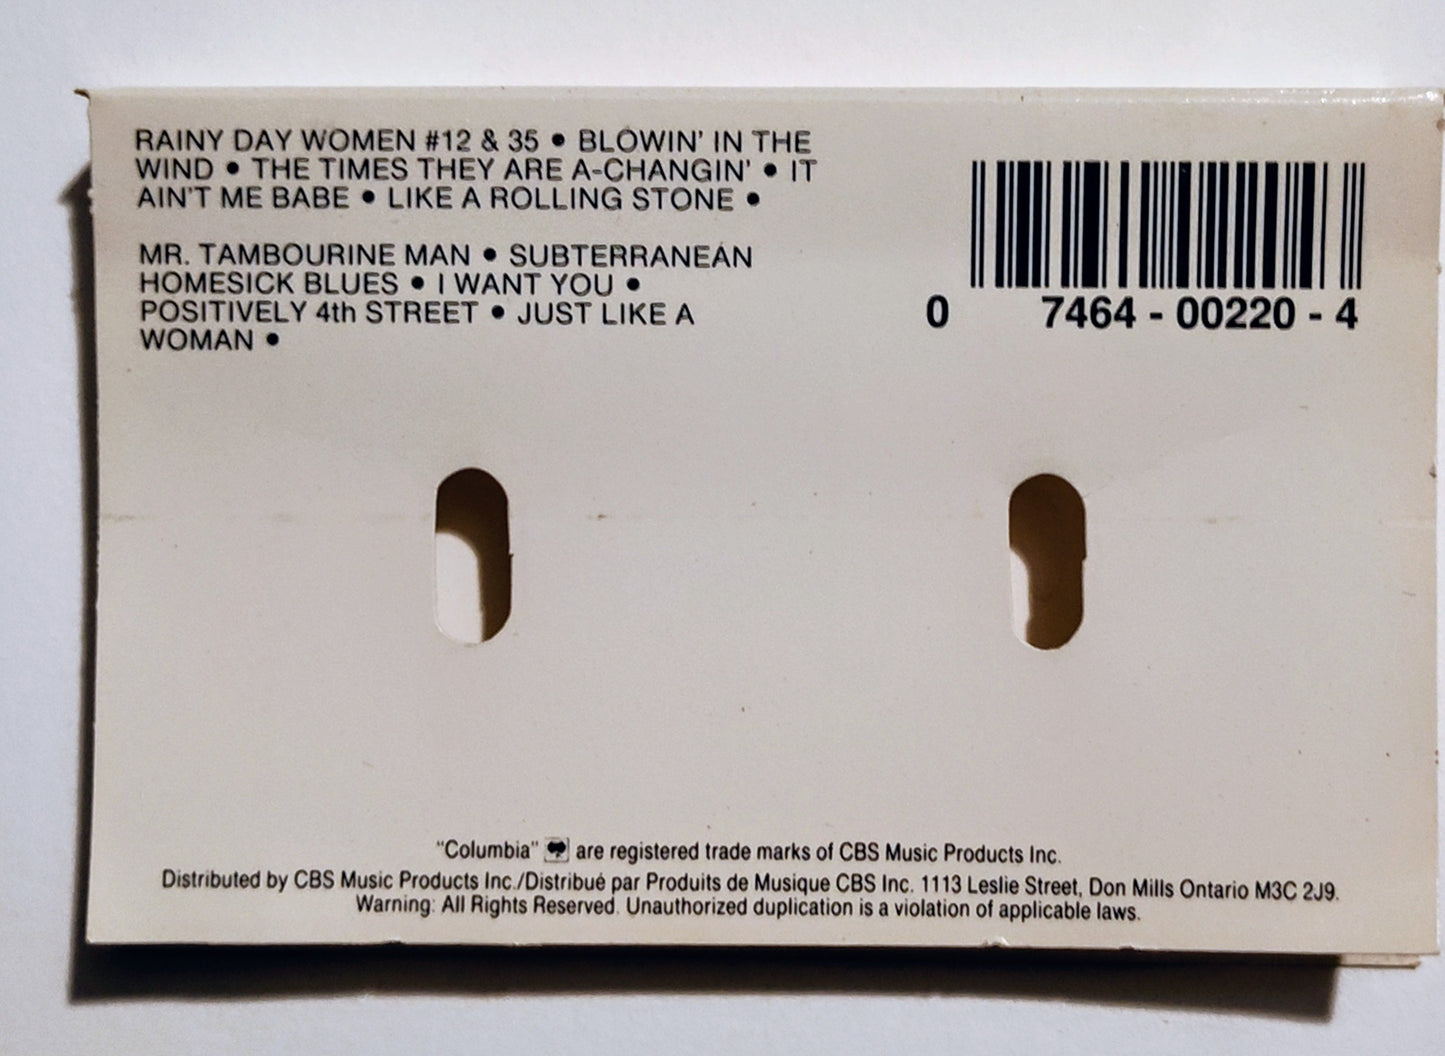 RAINY DAY WOMEN #12 & 35 • BLOWIN' IN THE
WIND • THE TIMES THEY ARE A-CHANGIN' • IT
AIN'T ME BABE • LIKE A ROLLING STONE •
MR. TAMBOURINE MAN • SUBTERRANEAN
HOMESICK BLUES • I WANT YOU •
POSITIVELY 4th STREET • JUST LIKE A
WOMAN •
0 7464 - 00220 - 4
"Columbia" are registered trade marks of CBS Music Products Inc.
Distributed by CBS Music Products Inc./Distribué par Produits de Musique CBS Inc. 1113 Leslie Street, Don Mills Ontario M3C 2J9.
Warning: All Rights Reserved. Unauthorized duplication is a violation of applicable laws.